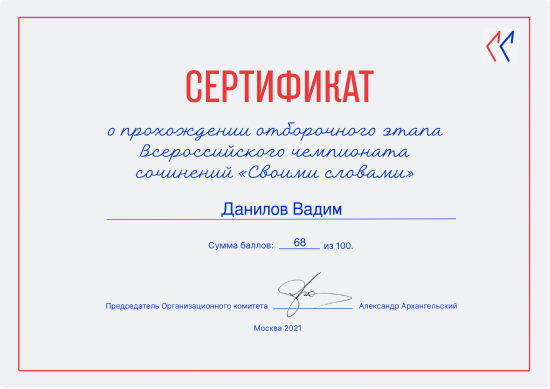 СЕРТИФИКАТ
о прохождении отборочного этапа
Всероссийского чемпионата
сочинений «Своими словами»
Данилов Вадим
Сумма баллов: 68 из 100.
Председатель Организационного комитета Александр Архангельский
Москва 2021